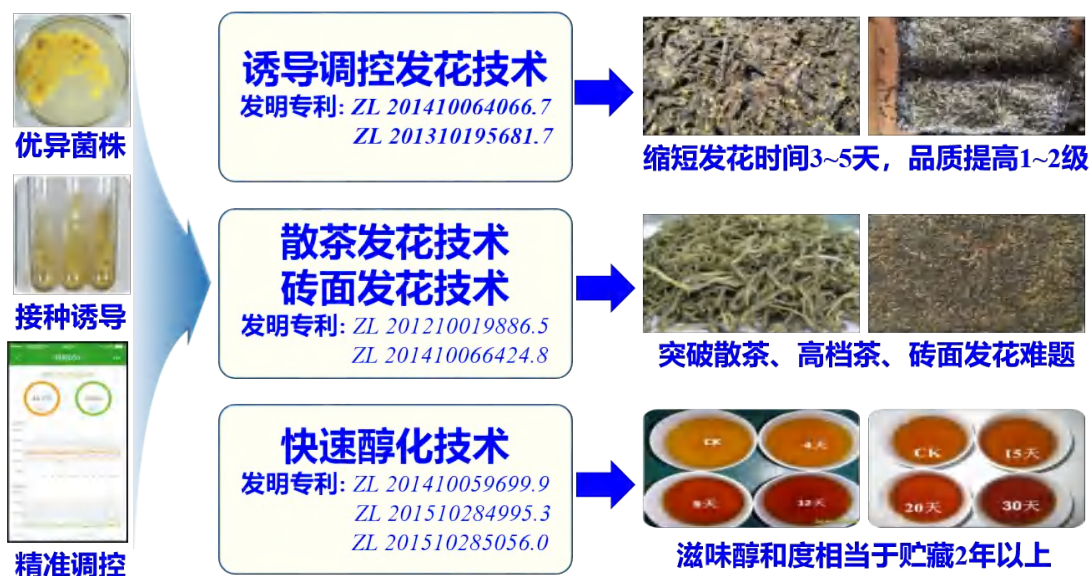 优异菌株
接种诱导
精准调控
诱导调控发花技术
发明专利: ZL 201410064066.7
ZL 201310195681.7
缩短发花时间3~5天，品质提高1~2级
散茶发花技术
砖面发花技术
发明专利: ZL 201210019886.5
ZL 201410066424.8
突破散茶、高档茶、砖面发花难题
快速醇化技术
发明专利: ZL 201410059699.9
ZL 201510284995.3
ZL 201510285056.0
CK
4天
8天
12天
CK
15天
20天
30天
滋味醇和度相当于贮藏2年以上